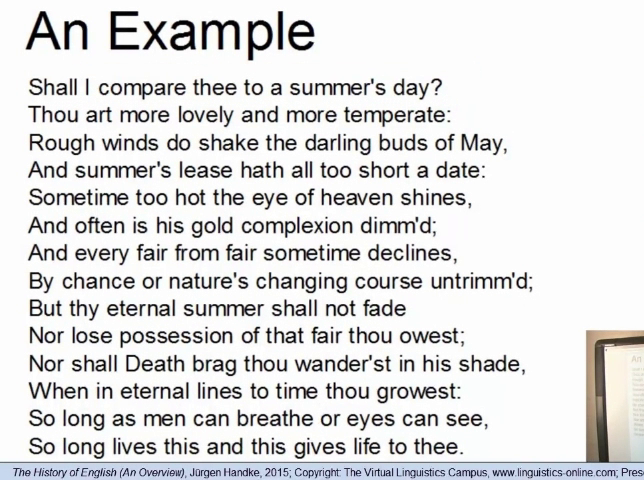 An Example
Shall I compare thee to a summer's day?
Thou art more lovely and more temperate:
Rough winds do shake the darling buds of May,
And summer's lease hath all too short a date:
Sometime too hot the eye of heaven shines,
And often is his gold complexion dimm'd;
And every fair from fair sometime declines,
By chance or nature's changing course untrimm'd;
But thy eternal summer shall not fade
Nor lose possession of that fair thou owest;
Nor shall Death brag thou wander'st in his shade,
When in eternal lines to time thou growest:
So long as men can breathe or eyes can see,
So long lives this and this gives life to thee.
The History of English (An Overview), Jürgen Handke, 2015; Copyright: The Virtual Linguistics Campus, www.linguistics-online.com; Prese